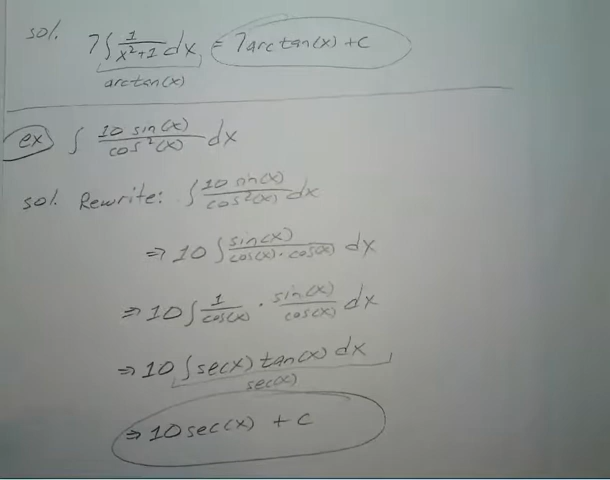 sol. 7∫ 1/(x²+1) dx = 7arctan(x) + C
arctan(x)
ex ∫ 10 sin(x)/cos²(x) dx
sol. Rewrite: ∫ 10 sin(x)/cos²(x) dx
⇒ 10 ∫ sin(x)/(cos(x)·cos(x)) dx
⇒ 10 ∫ 1/cos(x) · sin(x)/cos(x) dx
⇒ 10 ∫ sec(x) tan(x) dx
sec(x)
⇒ 10 sec(x) + C